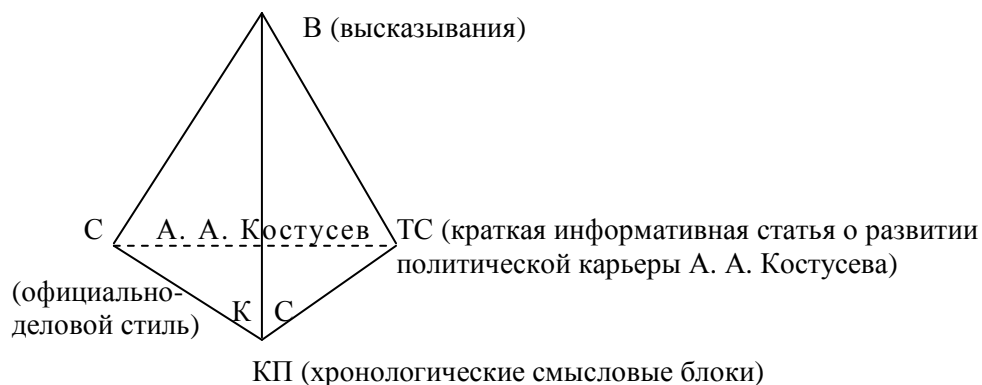 В (высказывания)
С А. А. Костусев ТС (краткая информативная статья о развитии
политической карьеры А. А. Костусева)
(официально-
деловой стиль)
К С
КП (хронологические смысловые блоки)